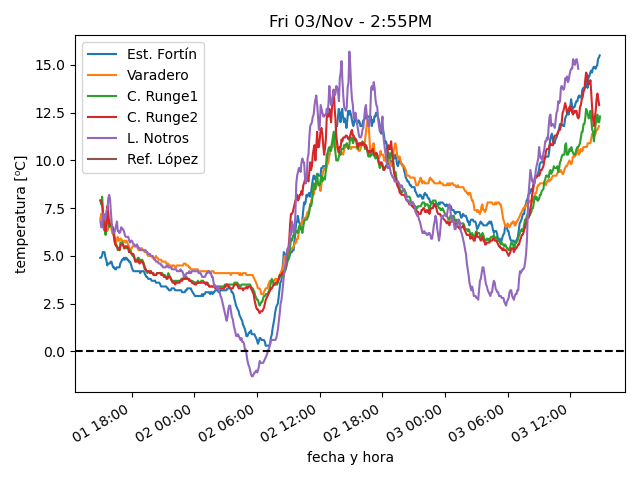 Fri 03/Nov - 2:55PM
temperatura [ºC]
15.0
12.5
10.0
7.5
5.0
2.5
0.0
Est. Fortín
Varadero
C. Runge1
C. Runge2
L. Notros
Ref. López
01 18:00
02 00:00
02 06:00
02 12:00
02 18:00
03 00:00
03 06:00
03 12:00
fecha y hora